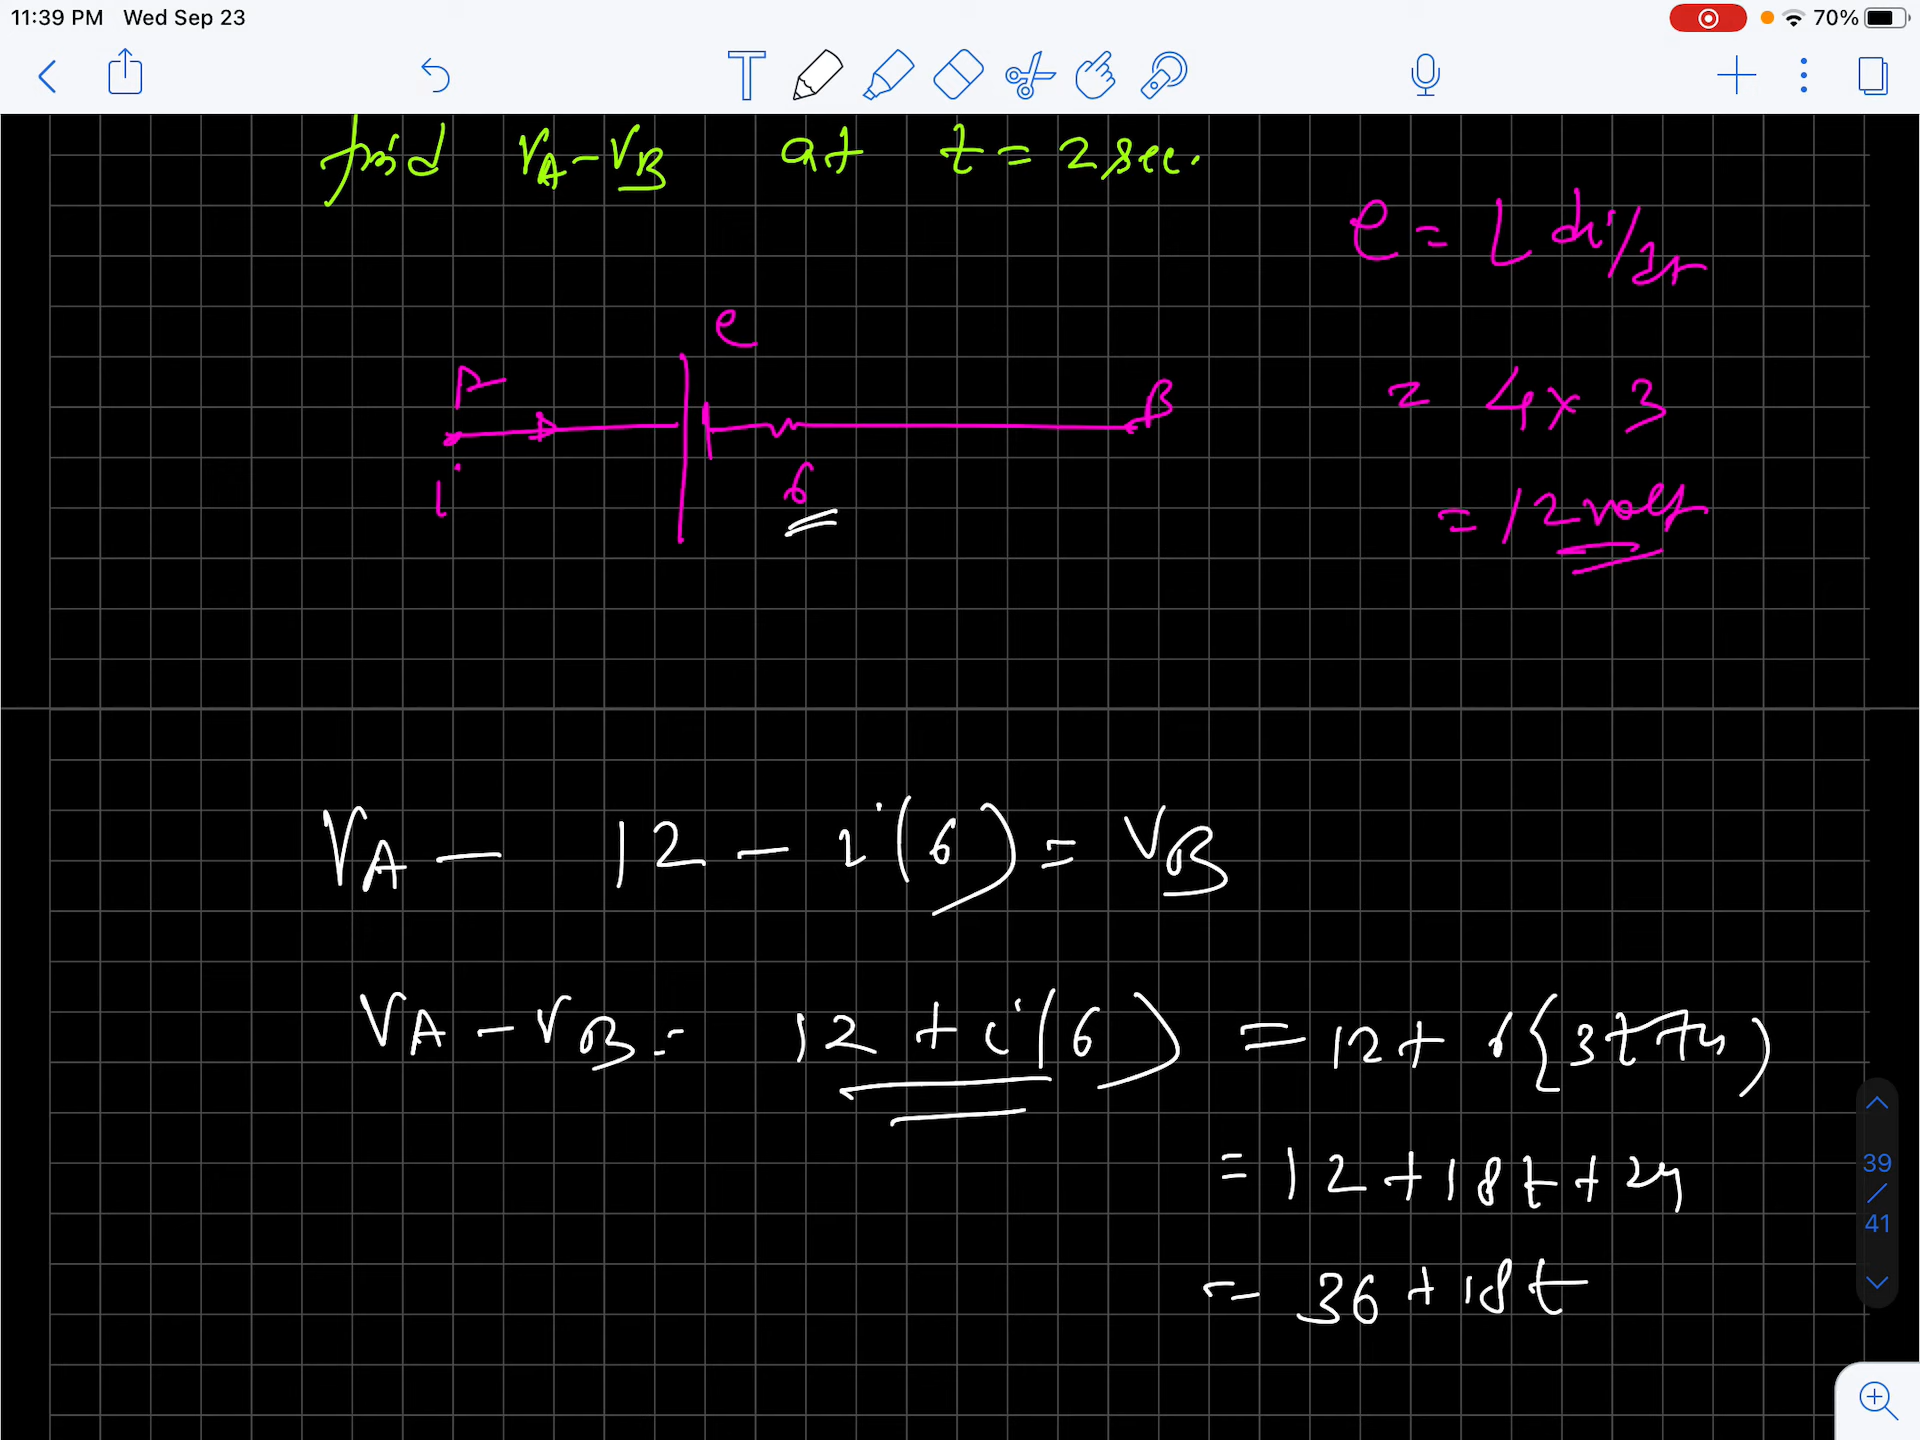 11:39 PM Wed Sep 23
70%
T
find VA-VB at t = 2 sec.
e = L di/dt
e
A
B
= 4 x 3
i
6
= 12 volt
VA - 12 - i(6) = VB
VA - VB = 12 + i(6) = 12 + 6{3t+4)
= 12 + 18t + 24
= 36 + 18t
39
/
41